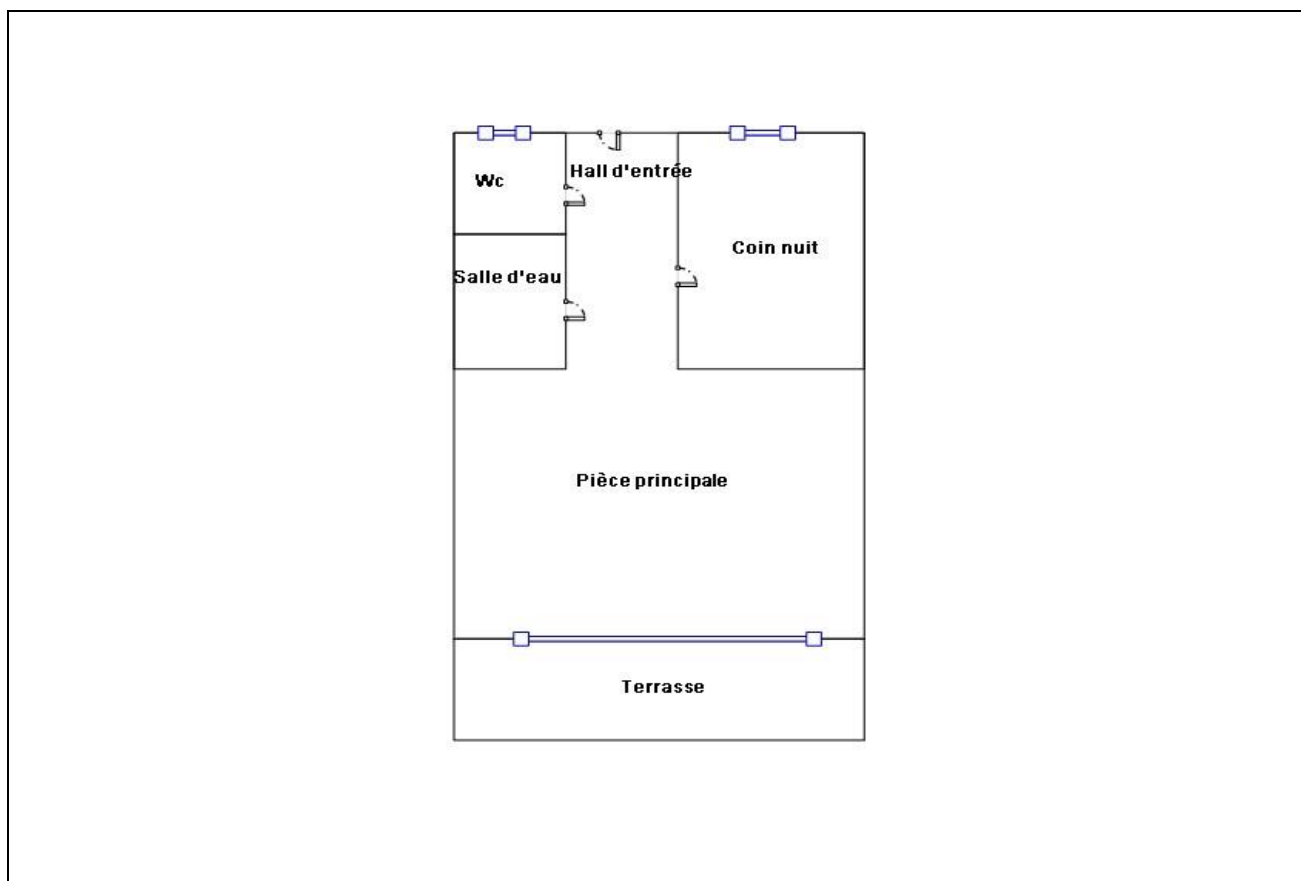 Hall d'entrée
Wc
Coin nuit
Salle d'eau
Pièce principale
Terrasse